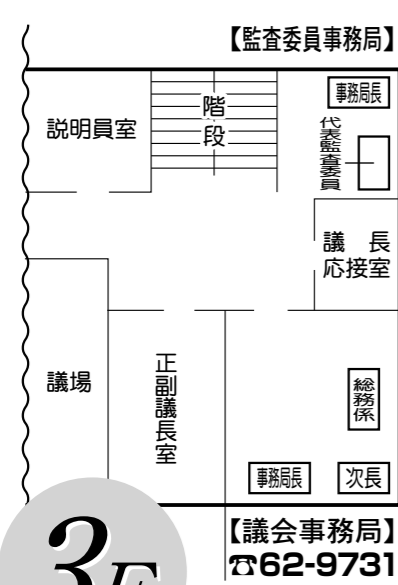 【監査委員事務局】
事務局長
代表監査委員
説明員室
階段
議長
応接室
議場
正副議長室
総務係
事務局長
次長
【議会事務局】
☎62-9731
3F